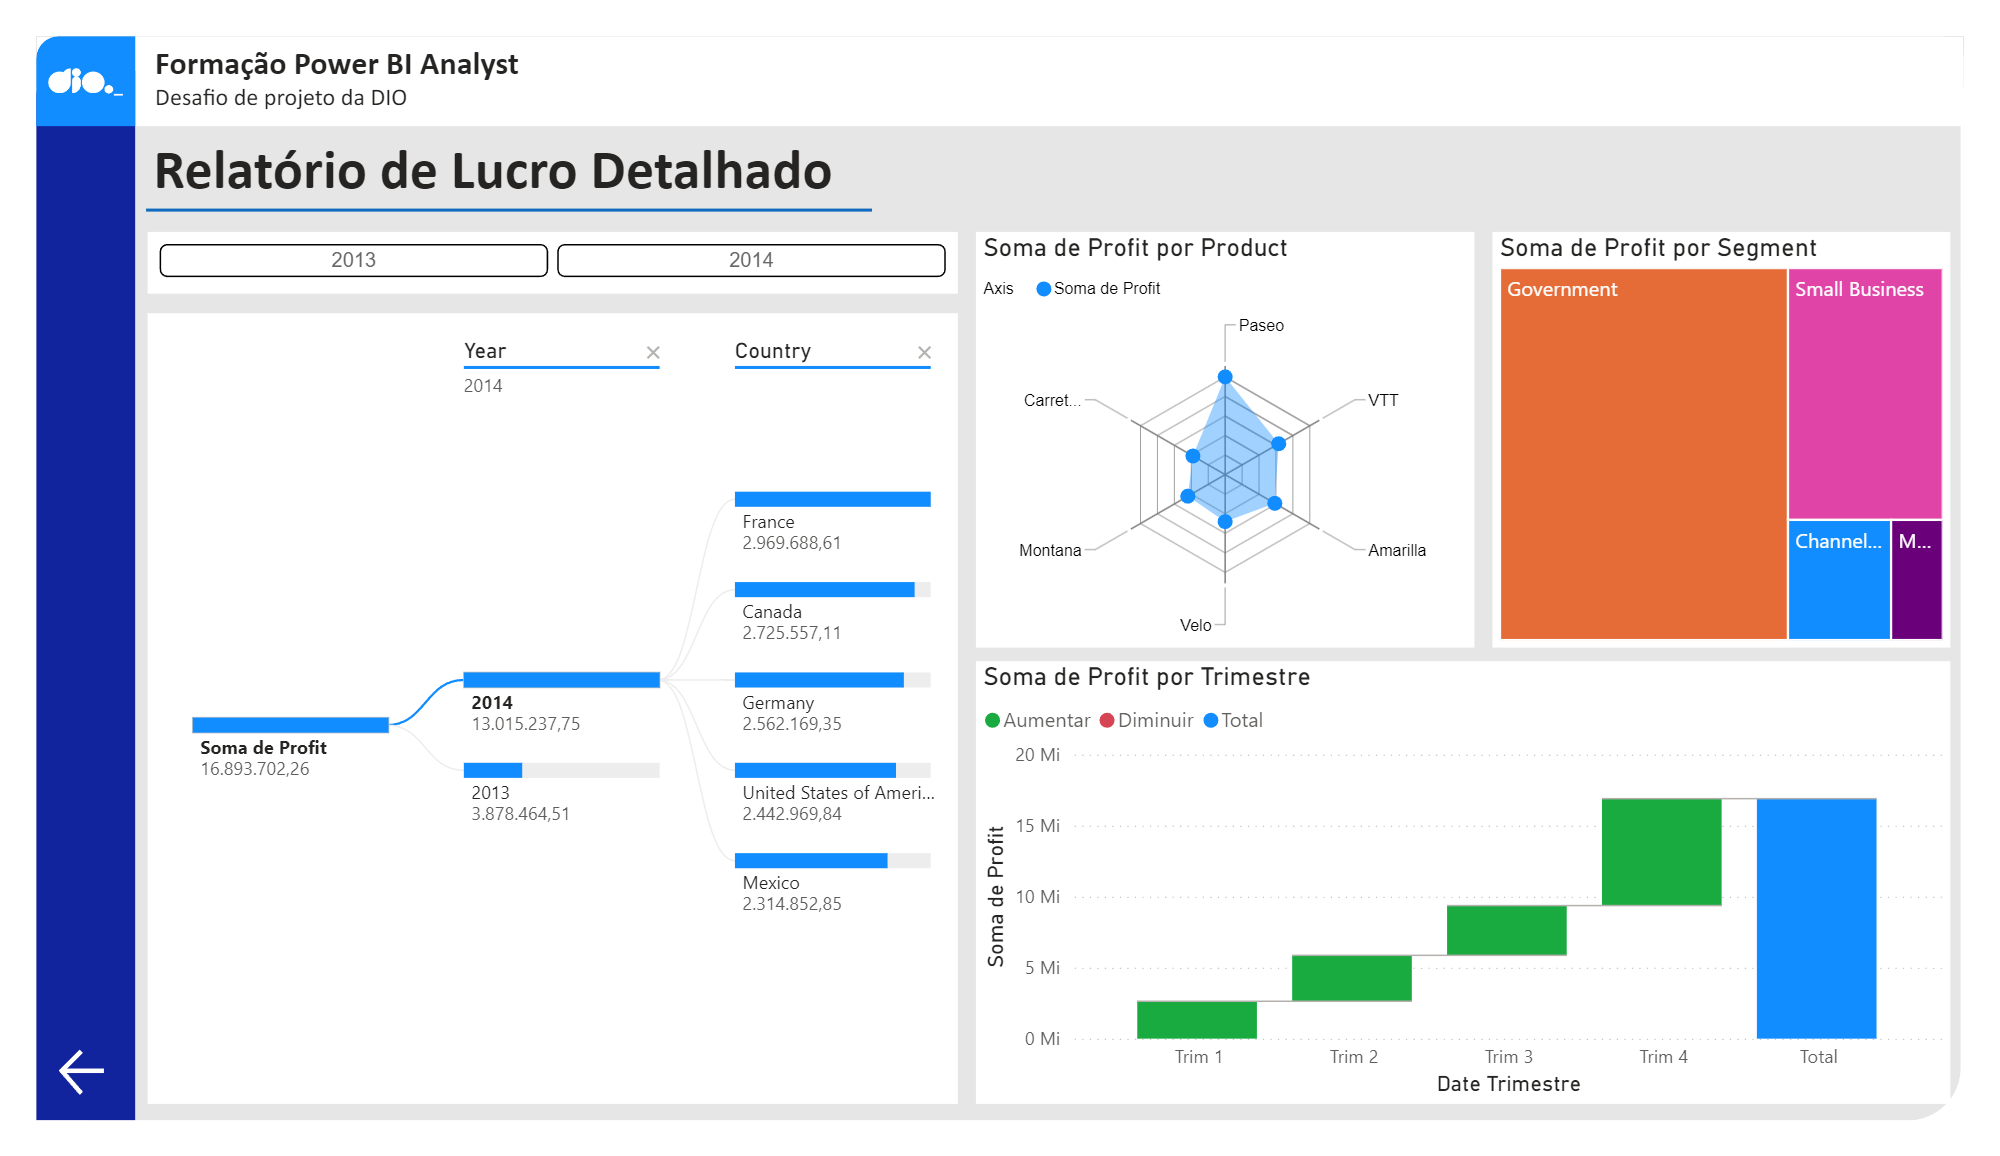 dio._
Formação Power BI Analyst
Desafio de projeto da DIO
Relatório de Lucro Detalhado
2013
2014
Year
2014
Country
France
2.969.688,61
Canada
2.725.557,11
Germany
2.562.169,35
United States of Ameri...
2.442.969,84
Mexico
2.314.852,85
2014
13.015.237,75
2013
3.878.464,51
Soma de Profit
16.893.702,26
Soma de Profit por Product
Axis
Soma de Profit
Paseo
VTT
Amarilla
Velo
Montana
Carret...
Soma de Profit por Segment
Government
Small Business
Channel...
M...
Soma de Profit por Trimestre
Aumentar
Diminuir
Total
Soma de Profit
20 Mi
15 Mi
10 Mi
5 Mi
0 Mi
Trim 1
Trim 2
Trim 3
Trim 4
Total
Date Trimestre